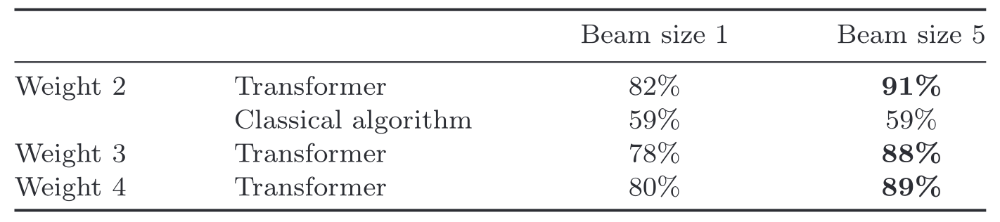 Beam size 1 Beam size 5
Weight 2 Transformer 82% 91%
Classical algorithm 59% 59%
Weight 3 Transformer 78% 88%
Weight 4 Transformer 80% 89%